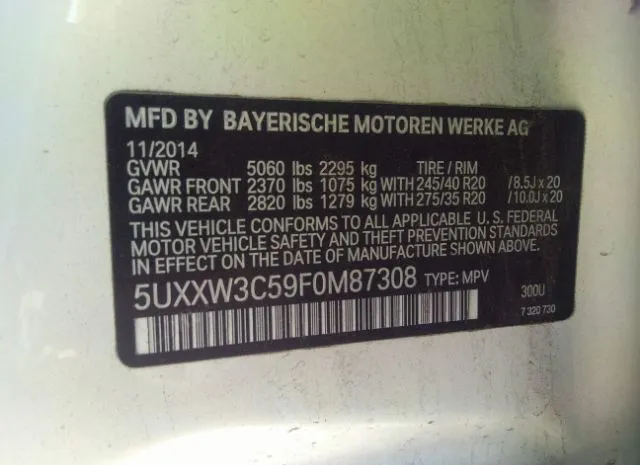 MFD BY BAYERISCHE MOTOREN WERKE AG
11/2014
GVWR 5060 lbs 2295 kg TIRE / RIM
GAWR FRONT 2370 lbs 1075 kg WITH 245/40 R20 /8.5J x 20
GAWR REAR 2820 lbs 1279 kg WITH 275/35 R20 /10.0J x 20
THIS VEHICLE CONFORMS TO ALL APPLICABLE U.S. FEDERAL
MOTOR VEHICLE SAFETY AND THEFT PREVENTION STANDARDS
IN EFFECT ON THE DATE OF MANUFACTURE SHOWN ABOVE.
5UXXW3C59F0M87308 TYPE: MPV 300U
7 320 730